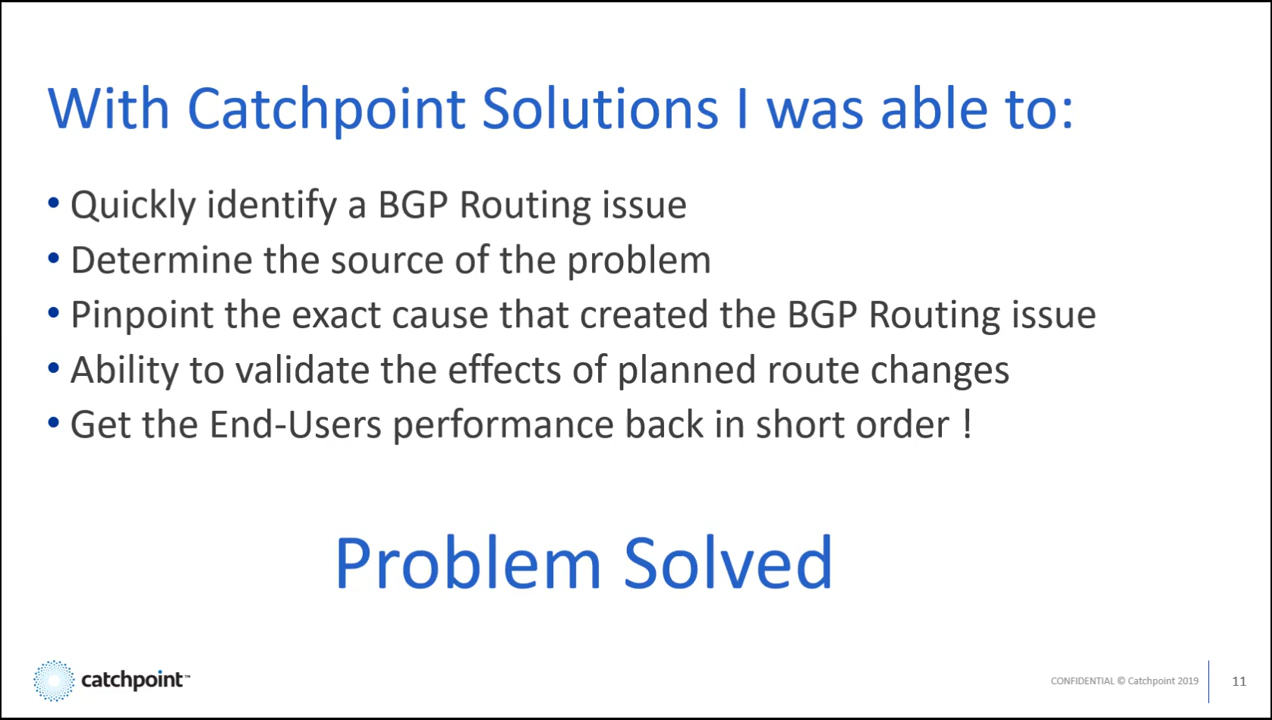 With Catchpoint Solutions I was able to:
• Quickly identify a BGP Routing issue
• Determine the source of the problem
• Pinpoint the exact cause that created the BGP Routing issue
• Ability to validate the effects of planned route changes
• Get the End-Users performance back in short order !
Problem Solved
catchpoint™
CONFIDENTIAL © Catchpoint 2019
11